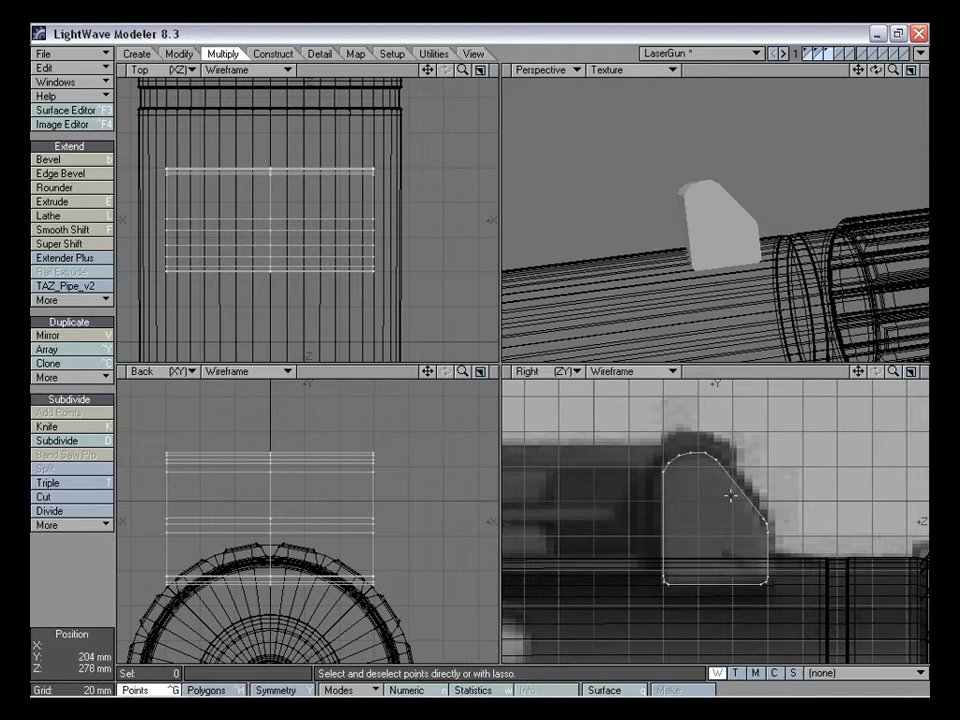 LightWave Modeler 8.3
File Create Modify Multiply Construct Detail Map Setup Utilities View LaserGun * 1
Edit Top (XZ) Wireframe Perspective Texture
Windows
Help
Surface Editor F3
Image Editor F4
Extend
Bevel b
Edge Bevel
Rounder
Extrude E
Lathe L
Smooth Shift F
Super Shift
Extender Plus
Rail Extrude
TAZ_Pipe_v2
More
Duplicate
Mirror V
Array ^Y
Clone ^C
More
Back (XY) Wireframe Right (ZY) Wireframe
Subdivide
Add Points
Knife K
Subdivide D
Band Saw Pro
Split
Triple T
Cut
Divide
More
Position
X:
Y: 204 mm
Z: 278 mm
Sel: 0 Select and deselect points directly or with lasso. W T M C S (none)
Grid: 20 mm Points ^G Polygons H Symmetry Y Modes Numeric n Statistics w Info i Surface q Make